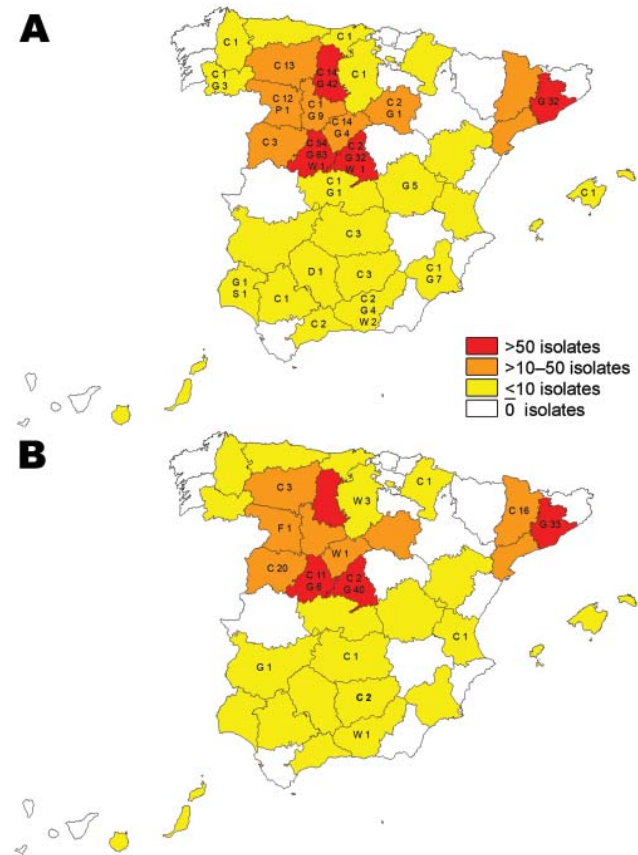 A
C 1
C 1
C 1
G 3
C 13
C 14
G 42
C 1
C 12
P 1
C 1
G 9
C 14
G 4
C 2
G 1
G 32
C 3
C 54
G 63
W 1
C 2
G 32
W 1
C 1
G 1
G 5
C 1
C 3
G 1
S 1
C 1
D 1
C 3
C 1
G 7
C 2
C 2
G 4
W 2
>50 isolates
>10–50 isolates
≤10 isolates
0 isolates
B
C 3
W 3
C 1
F 1
W 1
C 16
G 33
C 20
C 11
G 6
C 2
G 40
C 1
G 1
C 1
C 2
W 1